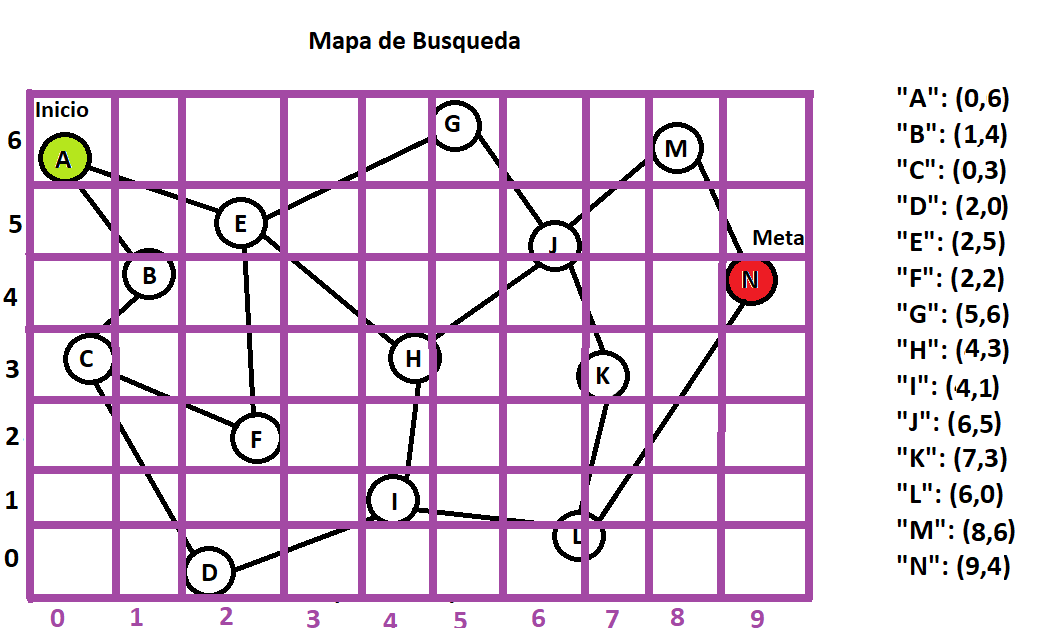 Mapa de Busqueda
Inicio
6
A
G
M
5
E
J
Meta
4
B
N
3
C
H
K
2
F
1
I
0
D
L
0 1 2 3 4 5 6 7 8 9
"A": (0,6)
"B": (1,4)
"C": (0,3)
"D": (2,0)
"E": (2,5)
"F": (2,2)
"G": (5,6)
"H": (4,3)
"I": (4,1)
"J": (6,5)
"K": (7,3)
"L": (6,0)
"M": (8,6)
"N": (9,4)